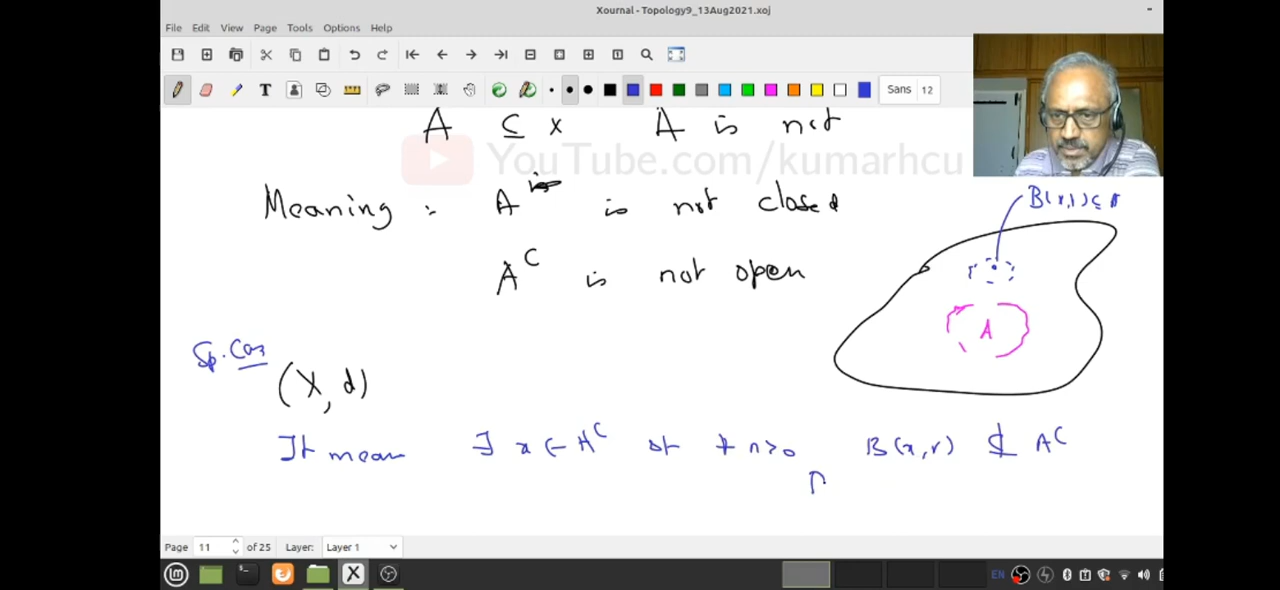 Xournal - Topology9_13Aug2021.xoj
File Edit View Page Tools Options Help
T Sans 12
A ⊆ X A is not
YouTube.com/kumarhcu
Meaning : A is not closed
B(x,r) ⊆ A
A^C is not open
A
Sp. Cas
(X, d)
It mean ∃ x ∈ A^C st ∀ r>0 B(x,r) ⊄ A^C
Page 11 of 25 Layer: Layer 1
X EN